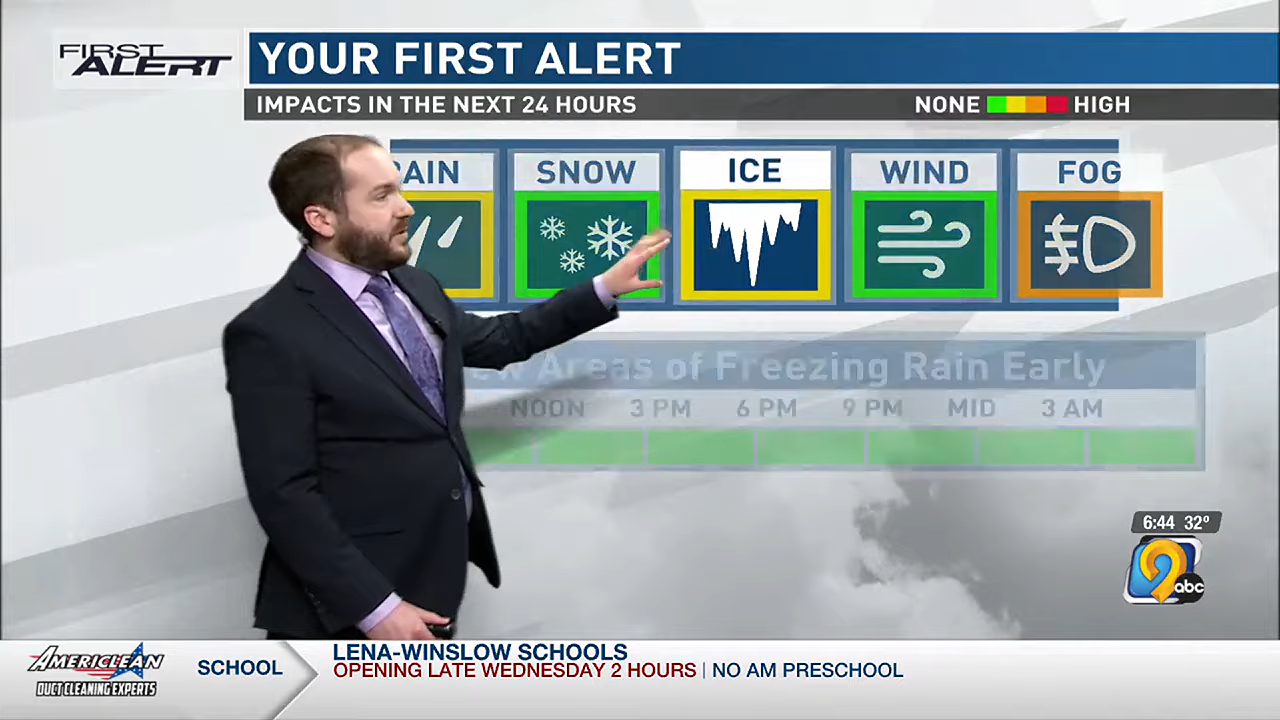 FIRST
ALERT
YOUR FIRST ALERT
IMPACTS IN THE NEXT 24 HOURS
NONE HIGH
AIN SNOW ICE WIND FOG
Areas of Freezing Rain Early
NOON 3 PM 6 PM 9 PM MID 3 AM
6:44 32°
9
abc
AMERICLEAN
DUCT CLEANING EXPERTS
SCHOOL
LENA-WINSLOW SCHOOLS
OPENING LATE WEDNESDAY 2 HOURS | NO AM PRESCHOOL